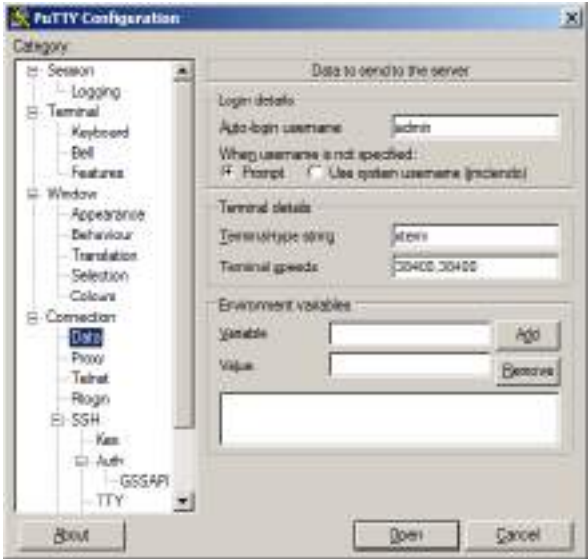 PuTTY Configuration
Category:
Session
Logging
Terminal
Keyboard
Bell
Features
Window
Appearance
Behaviour
Translation
Selection
Colours
Connection
Data
Proxy
Telnet
Rlogin
SSH
Kex
Auth
GSSAPI
TTY
Data to send to the server
Login details
Auto-login username
admin
When username is not specified:
Prompt
Use system username
Terminal details
Terminal-type string
xterm
Terminal speeds
38400,38400
Environment variables
Variable
Add
Value
Remove
About
Open
Cancel